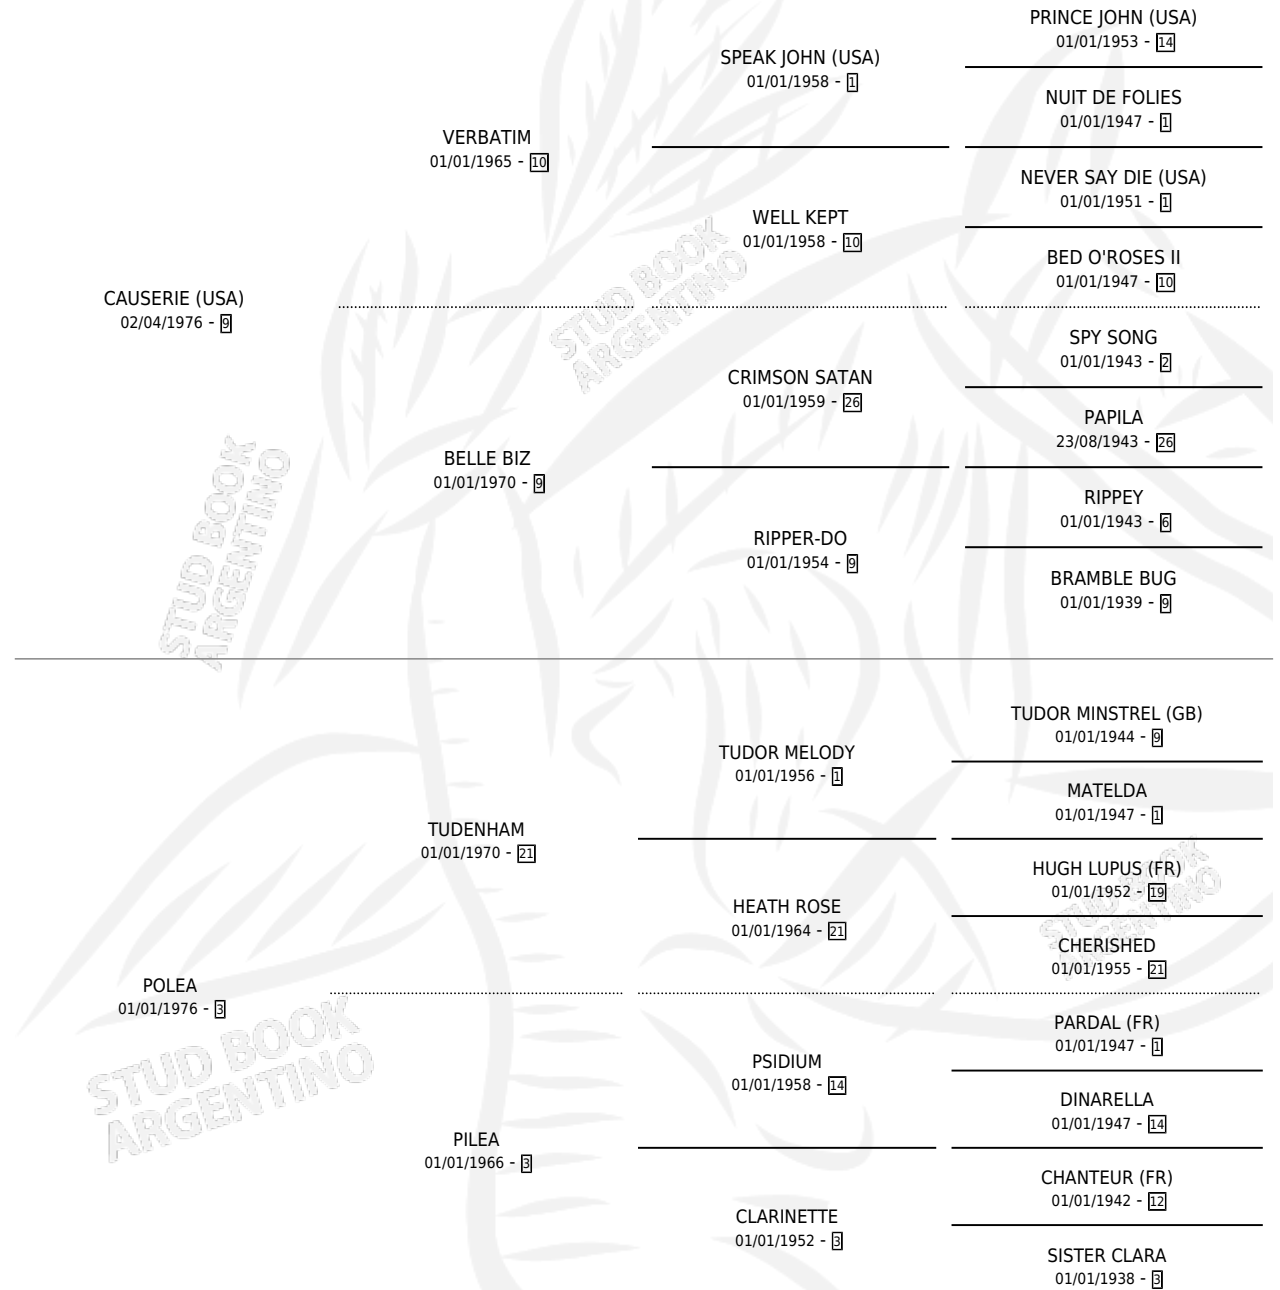 PRINCE JOHN (USA)
01/01/1953 - 14
SPEAK JOHN (USA)
01/01/1958 - 1
NUIT DE FOLIES
01/01/1947 - 1
VERBATIM
01/01/1965 - 10
NEVER SAY DIE (USA)
01/01/1951 - 1
WELL KEPT
01/01/1958 - 10
BED O'ROSES II
01/01/1947 - 10
CAUSERIE (USA)
02/04/1976 - 9
STUD BOOK
ARGENTINO
SPY SONG
01/01/1943 - 2
CRIMSON SATAN
01/01/1959 - 26
PAPILA
23/08/1943 - 26
BELLE BIZ
01/01/1970 - 9
RIPPEY
01/01/1943 - 6
RIPPER-DO
01/01/1954 - 9
BRAMBLE BUG
01/01/1939 - 9
STUD BOOK
ARGENTINO
TUDOR MINSTREL (GB)
01/01/1944 - 9
TUDOR MELODY
01/01/1956 - 1
MATELDA
01/01/1947 - 1
TUDENHAM
01/01/1970 - 21
HUGH LUPUS (FR)
01/01/1952 - 19
HEATH ROSE
01/01/1964 - 21
CHERISHED
01/01/1955 - 21
STUD BOOK
ARGENTINO
POLEA
01/01/1976 - 3
PARDAL (FR)
01/01/1947 - 1
PSIDIUM
01/01/1958 - 14
DINARELLA
01/01/1947 - 14
STUD BOOK
ARGENTINO
PILEA
01/01/1966 - 3
CHANTEUR (FR)
01/01/1942 - 12
CLARINETTE
01/01/1952 - 3
SISTER CLARA
01/01/1938 - 3